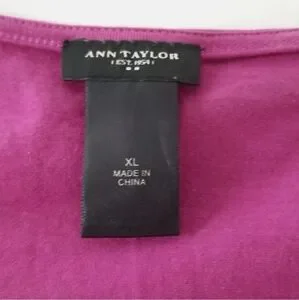 ANN TAYLOR
EST. 1954
XL
MADE IN
CHINA